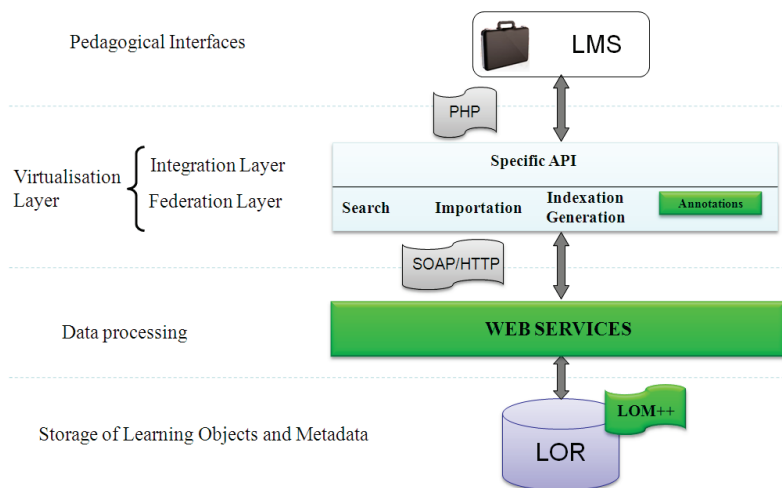 Pedagogical Interfaces
LMS
PHP
Virtualisation
Layer
Integration Layer
Federation Layer
Specific API
Search
Importation
Indexation
Generation
Annotations
SOAP/HTTP
Data processing
WEB SERVICES
Storage of Learning Objects and Metadata
LOM++
LOR